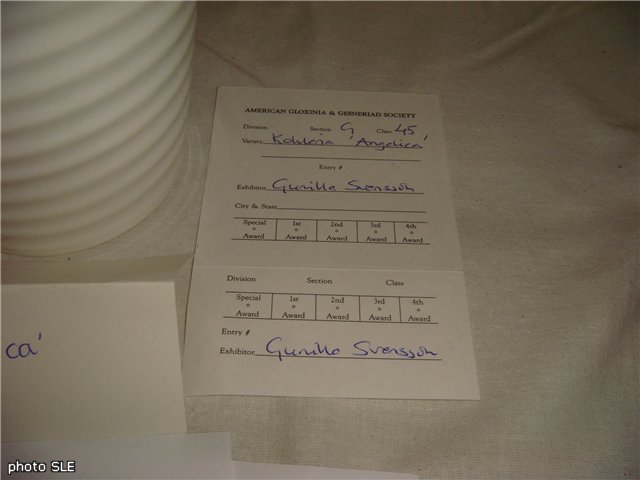 AMERICAN GLOXINIA & GESNERIAD SOCIETY
Division Section G Class 45
Variety Kohleria 'Angelica'
Entry #
Exhibitor Gunilla Svensson
City & State
Special 1st 2nd 3rd 4th
Award Award Award Award Award
Division Section Class
Special 1st 2nd 3rd 4th
Award Award Award Award Award
Entry #
Exhibitor Gunilla Svensson
ca'
photo SLE